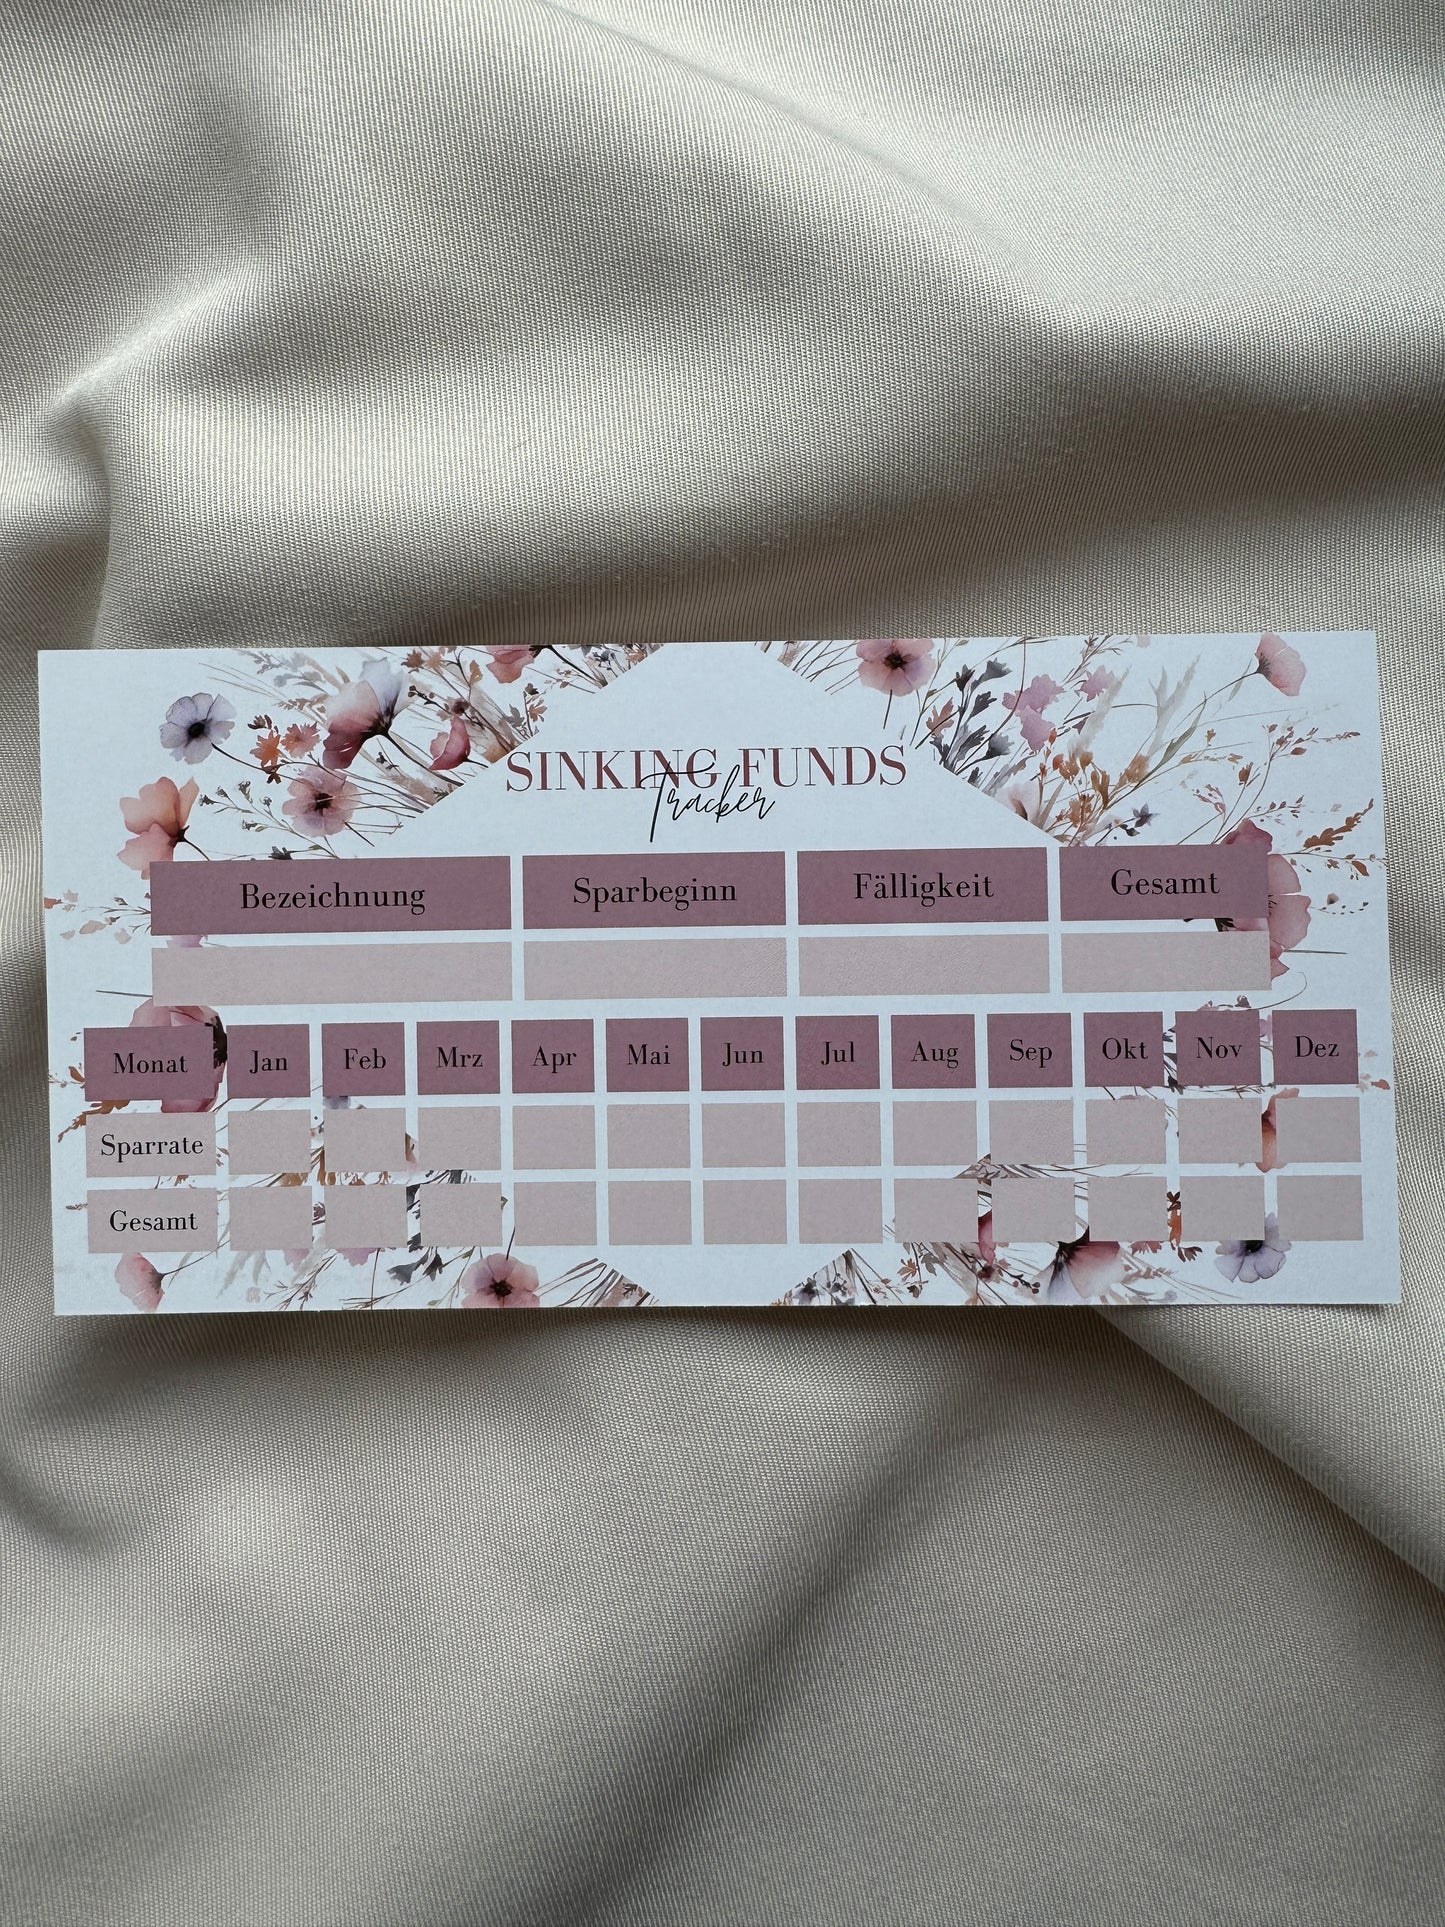 SINKING FUNDS
Tracker
Bezeichnung Sparbeginn Fälligkeit Gesamt
Monat Jan Feb Mrz Apr Mai Jun Jul Aug Sep Okt Nov Dez
Sparrate
Gesamt